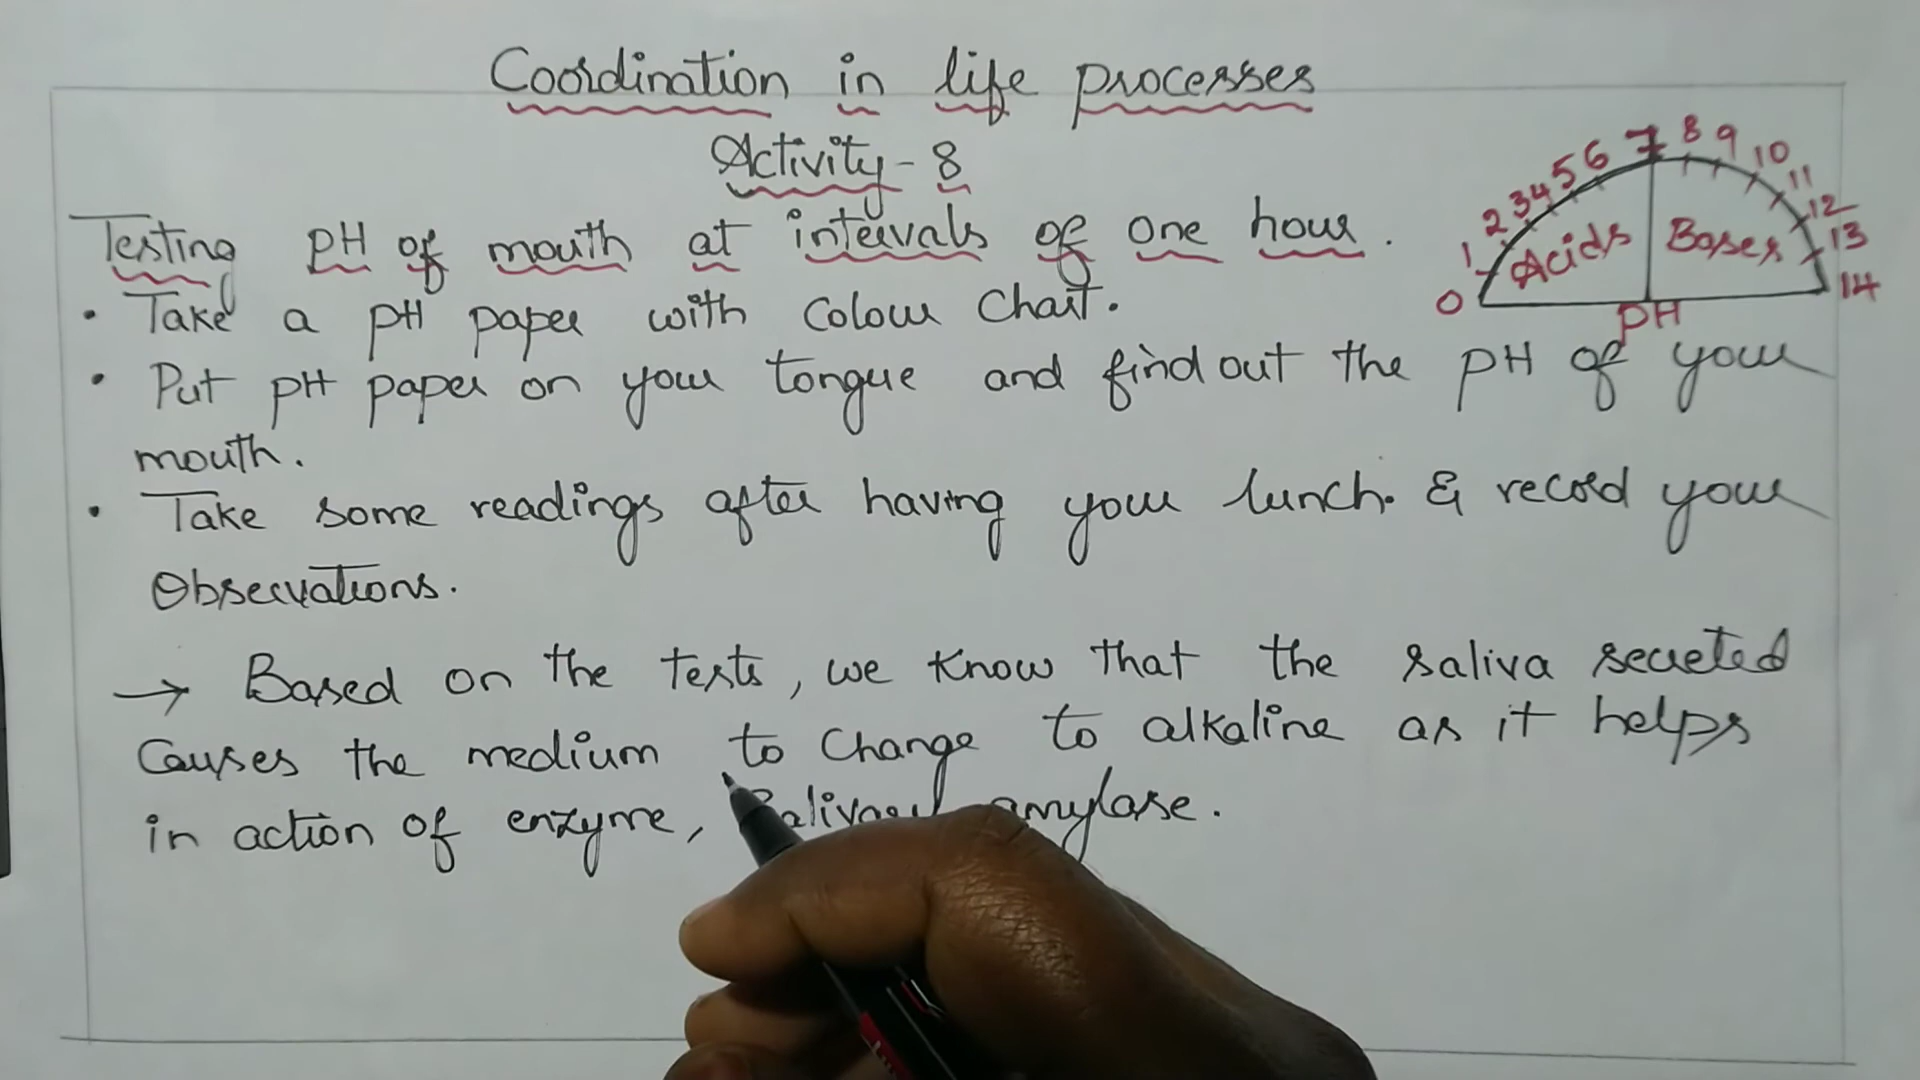 Coordination in life processes
Activity - 8
Testing pH of mouth at intervals of one hour.
• Take a pH paper with colour chart.
• Put pH paper on your tongue and find out the pH of your
mouth.
• Take some readings after having your lunch. & record your
Observations.
→ Based on the tests, we know that the saliva secreted
causes the medium to change to alkaline as it helps
in action of enzyme, Salivary amylase.
0 1 2 3 4 5 6 7 8 9 10 11 12 13 14
Acids Bases
PH